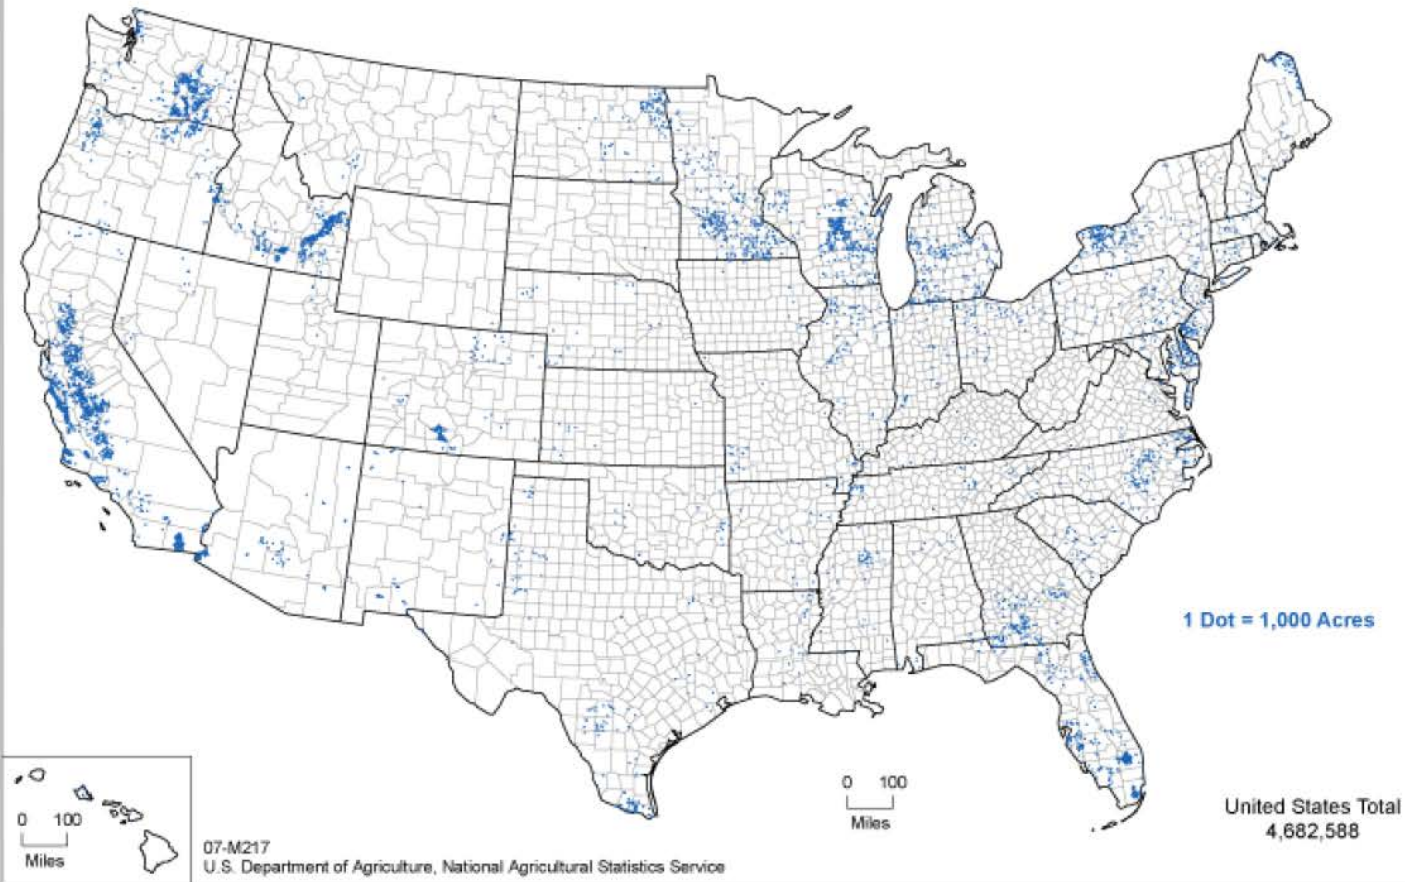 1 Dot = 1,000 Acres
0 100
Miles
United States Total
4,682,588
0 100
Miles
07-M217
U.S. Department of Agriculture, National Agricultural Statistics Service